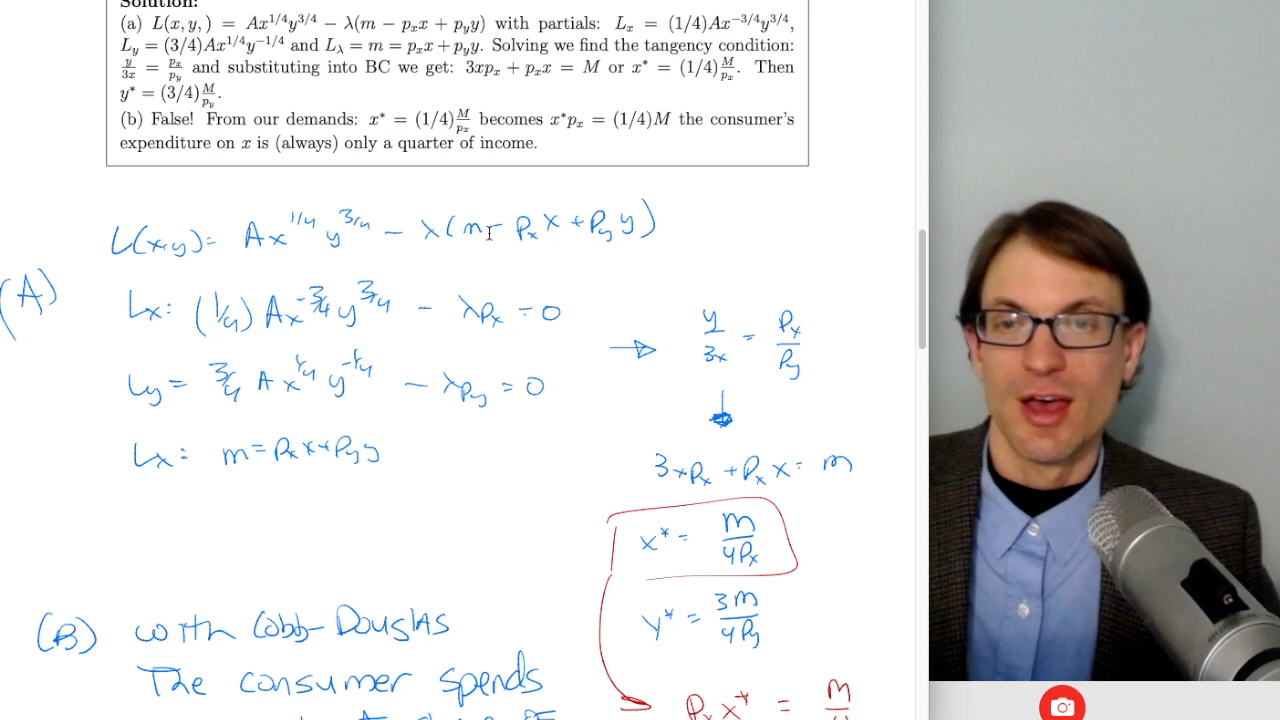 Solution:
(a) L(x, y, ) = Ax^{1/4}y^{3/4} − λ(m − p_x x + p_y y) with partials: L_x = (1/4)Ax^{−3/4}y^{3/4},
L_y = (3/4)Ax^{1/4}y^{−1/4} and L_λ = m = p_x x + p_y y. Solving we find the tangency condition:
y/3x = p_x/p_y and substituting into BC we get: 3xp_x + p_x x = M or x* = (1/4)M/p_x. Then
y* = (3/4)M/p_y.
(b) False! From our demands: x* = (1/4)M/p_x becomes x*p_x = (1/4)M the consumer's
expenditure on x is (always) only a quarter of income.
L(x,y) = Ax^{1/4} y^{3/4} − λ(m − P_x x + P_y y)
(A)
L_x: (1/4) Ax^{−3/4} y^{3/4} − λP_x = 0
y/3x = P_x/P_y
L_y = 3/4 A x^{1/4} y^{−1/4} − λP_y = 0
L_λ: m = P_x x + P_y y
3xP_x + P_x x = m
x* = m/4P_x
y* = 3m/4P_y
(B) with Cobb-Douglas
The consumer spends
P_x x* = m